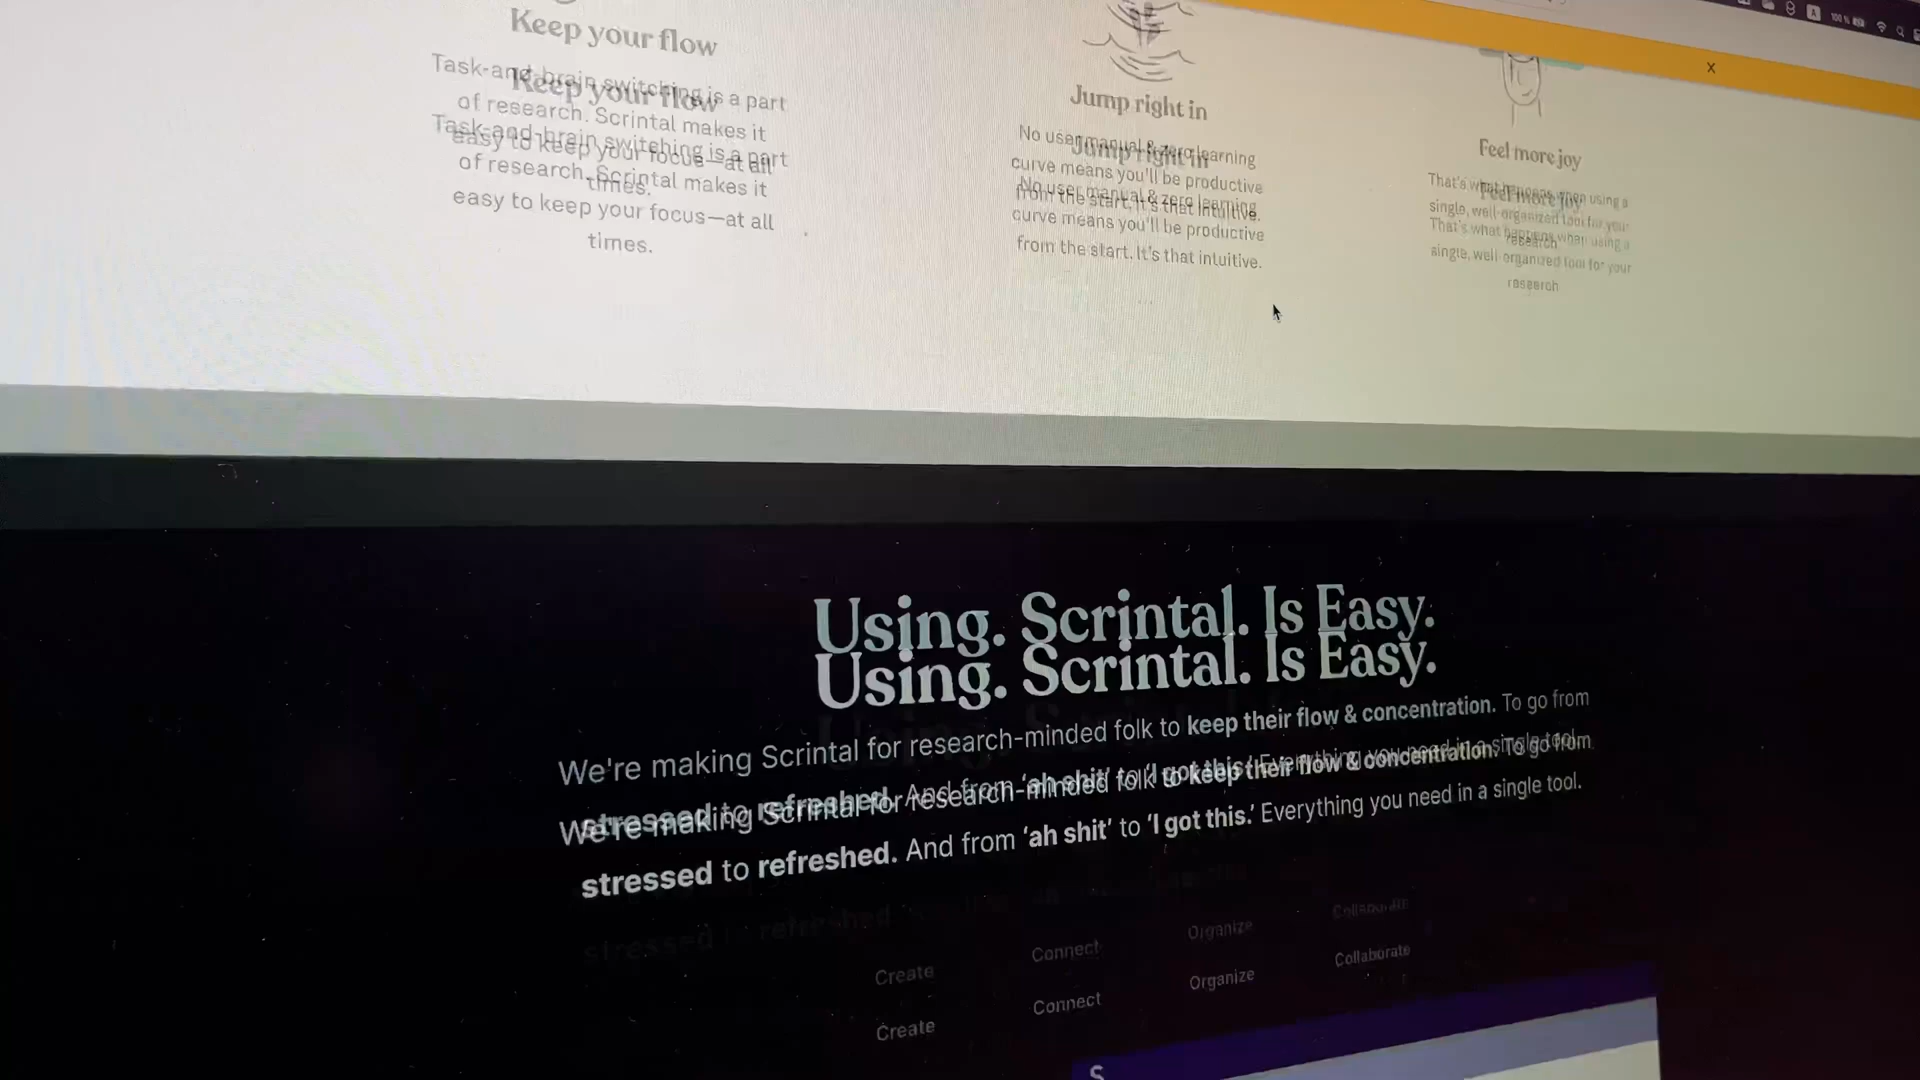 100 %
X
Keep your flow
Task-and-brain switching is a part
of research. Scrintal makes it
easy to keep your focus—at all
times.
Jump right in
No user manual & zero learning
curve means you'll be productive
from the start. It's that intuitive.
Feel more joy
That's what happens when using a
single, well-organized tool for your
research
Using. Scrintal. Is Easy.
We're making Scrintal for research-minded folk to keep their flow & concentration. To go from
stressed to refreshed. And from ‘ah shit’ to ‘I got this.’ Everything you need in a single tool.
Create
Connect
Organize
Collaborate
S